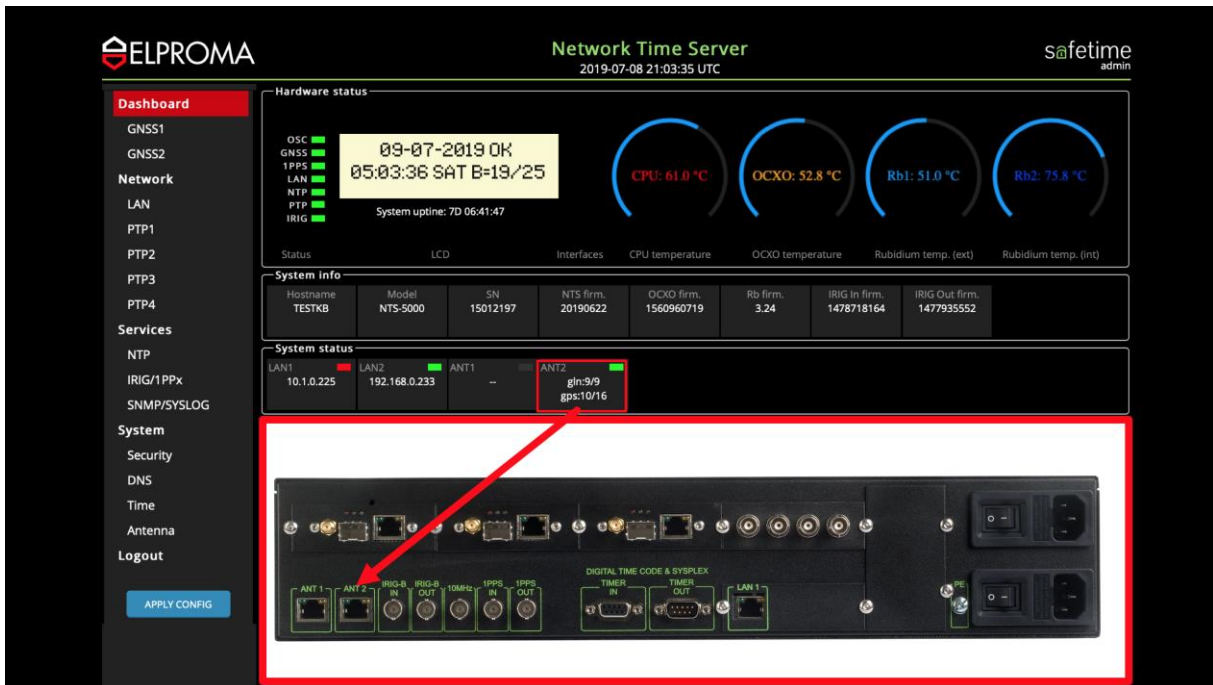 ELPROMA
Network Time Server
2019-07-08 21:03:35 UTC
safetime
admin
Dashboard
GNSS1
GNSS2
Network
LAN
PTP1
PTP2
PTP3
PTP4
Services
NTP
IRIG/1PPx
SNMP/SYSLOG
System
Security
DNS
Time
Antenna
Logout
APPLY CONFIG
Hardware status
OSC
GNSS
1PPS
LAN
NTP
PTP
IRIG
09-07-2019 OK
05:03:36 SAT B=19/25
System uptine: 7D 06:41:47
CPU: 61.0 °C
OCXO: 52.8 °C
Rb1: 51.0 °C
Rb2: 75.8 °C
Status LCD Interfaces CPU temperature OCXO temperature Rubidium temp. (ext) Rubidium temp. (int)
System info
Hostname Model SN NTS firm. OCXO firm. Rb firm. IRIG In firm. IRIG Out firm.
TESTKB NTS-5000 15012197 20190622 1560960719 3.24 1478718164 1477935552
System status
LAN1 LAN2 ANT1 ANT2
10.1.0.225 192.168.0.233 -- gln:9/9
gps:10/16
DIGITAL TIME CODE & SYSPLEX
ANT 1 ANT 2 IRIG-B IN IRIG-B OUT 10MHz 1PPS IN 1PPS OUT TIMER IN TIMER OUT LAN 1 PE